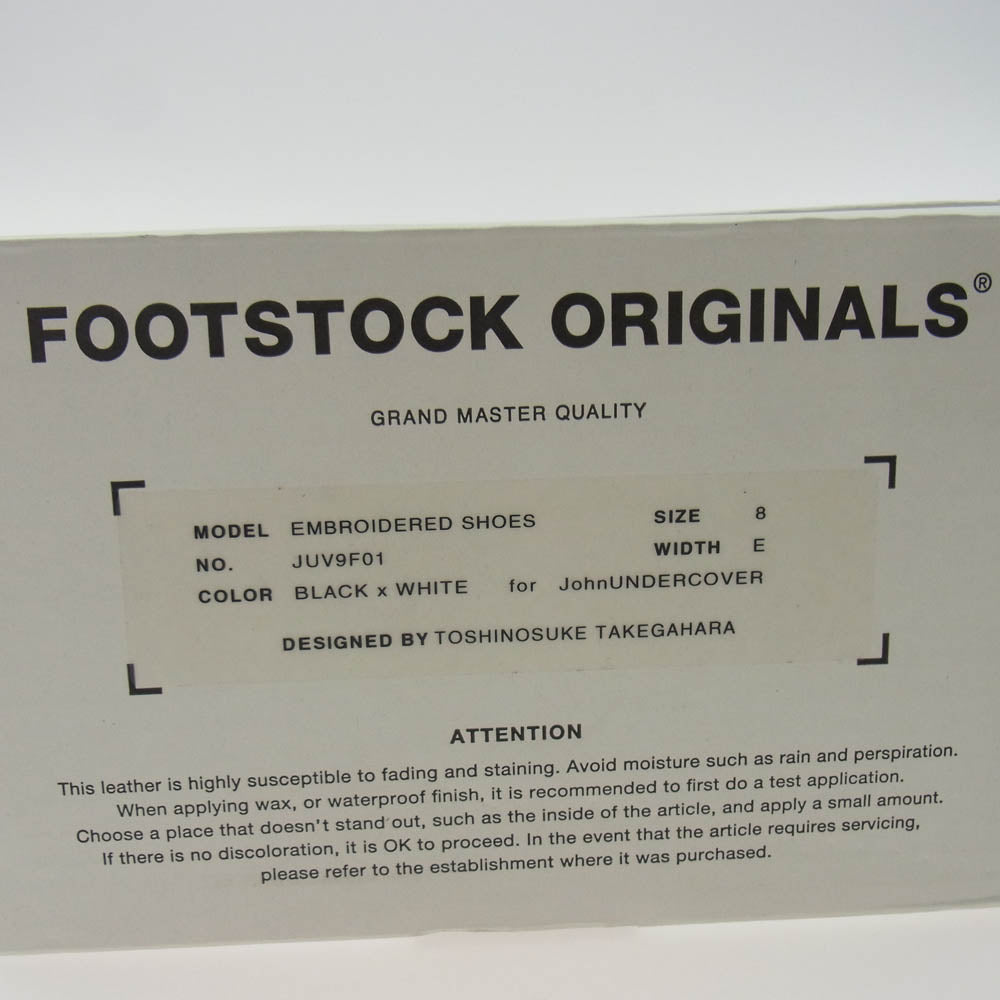 FOOTSTOCK ORIGINALS®
GRAND MASTER QUALITY
MODEL EMBROIDERED SHOES SIZE 8
NO. JUV9F01 WIDTH E
COLOR BLACK x WHITE for JohnUNDERCOVER
DESIGNED BY TOSHINOSUKE TAKEGAHARA
ATTENTION
This leather is highly susceptible to fading and staining. Avoid moisture such as rain and perspiration.
When applying wax, or waterproof finish, it is recommended to first do a test application.
Choose a place that doesn't stand out, such as the inside of the article, and apply a small amount.
If there is no discoloration, it is OK to proceed. In the event that the article requires servicing,
please refer to the establishment where it was purchased.